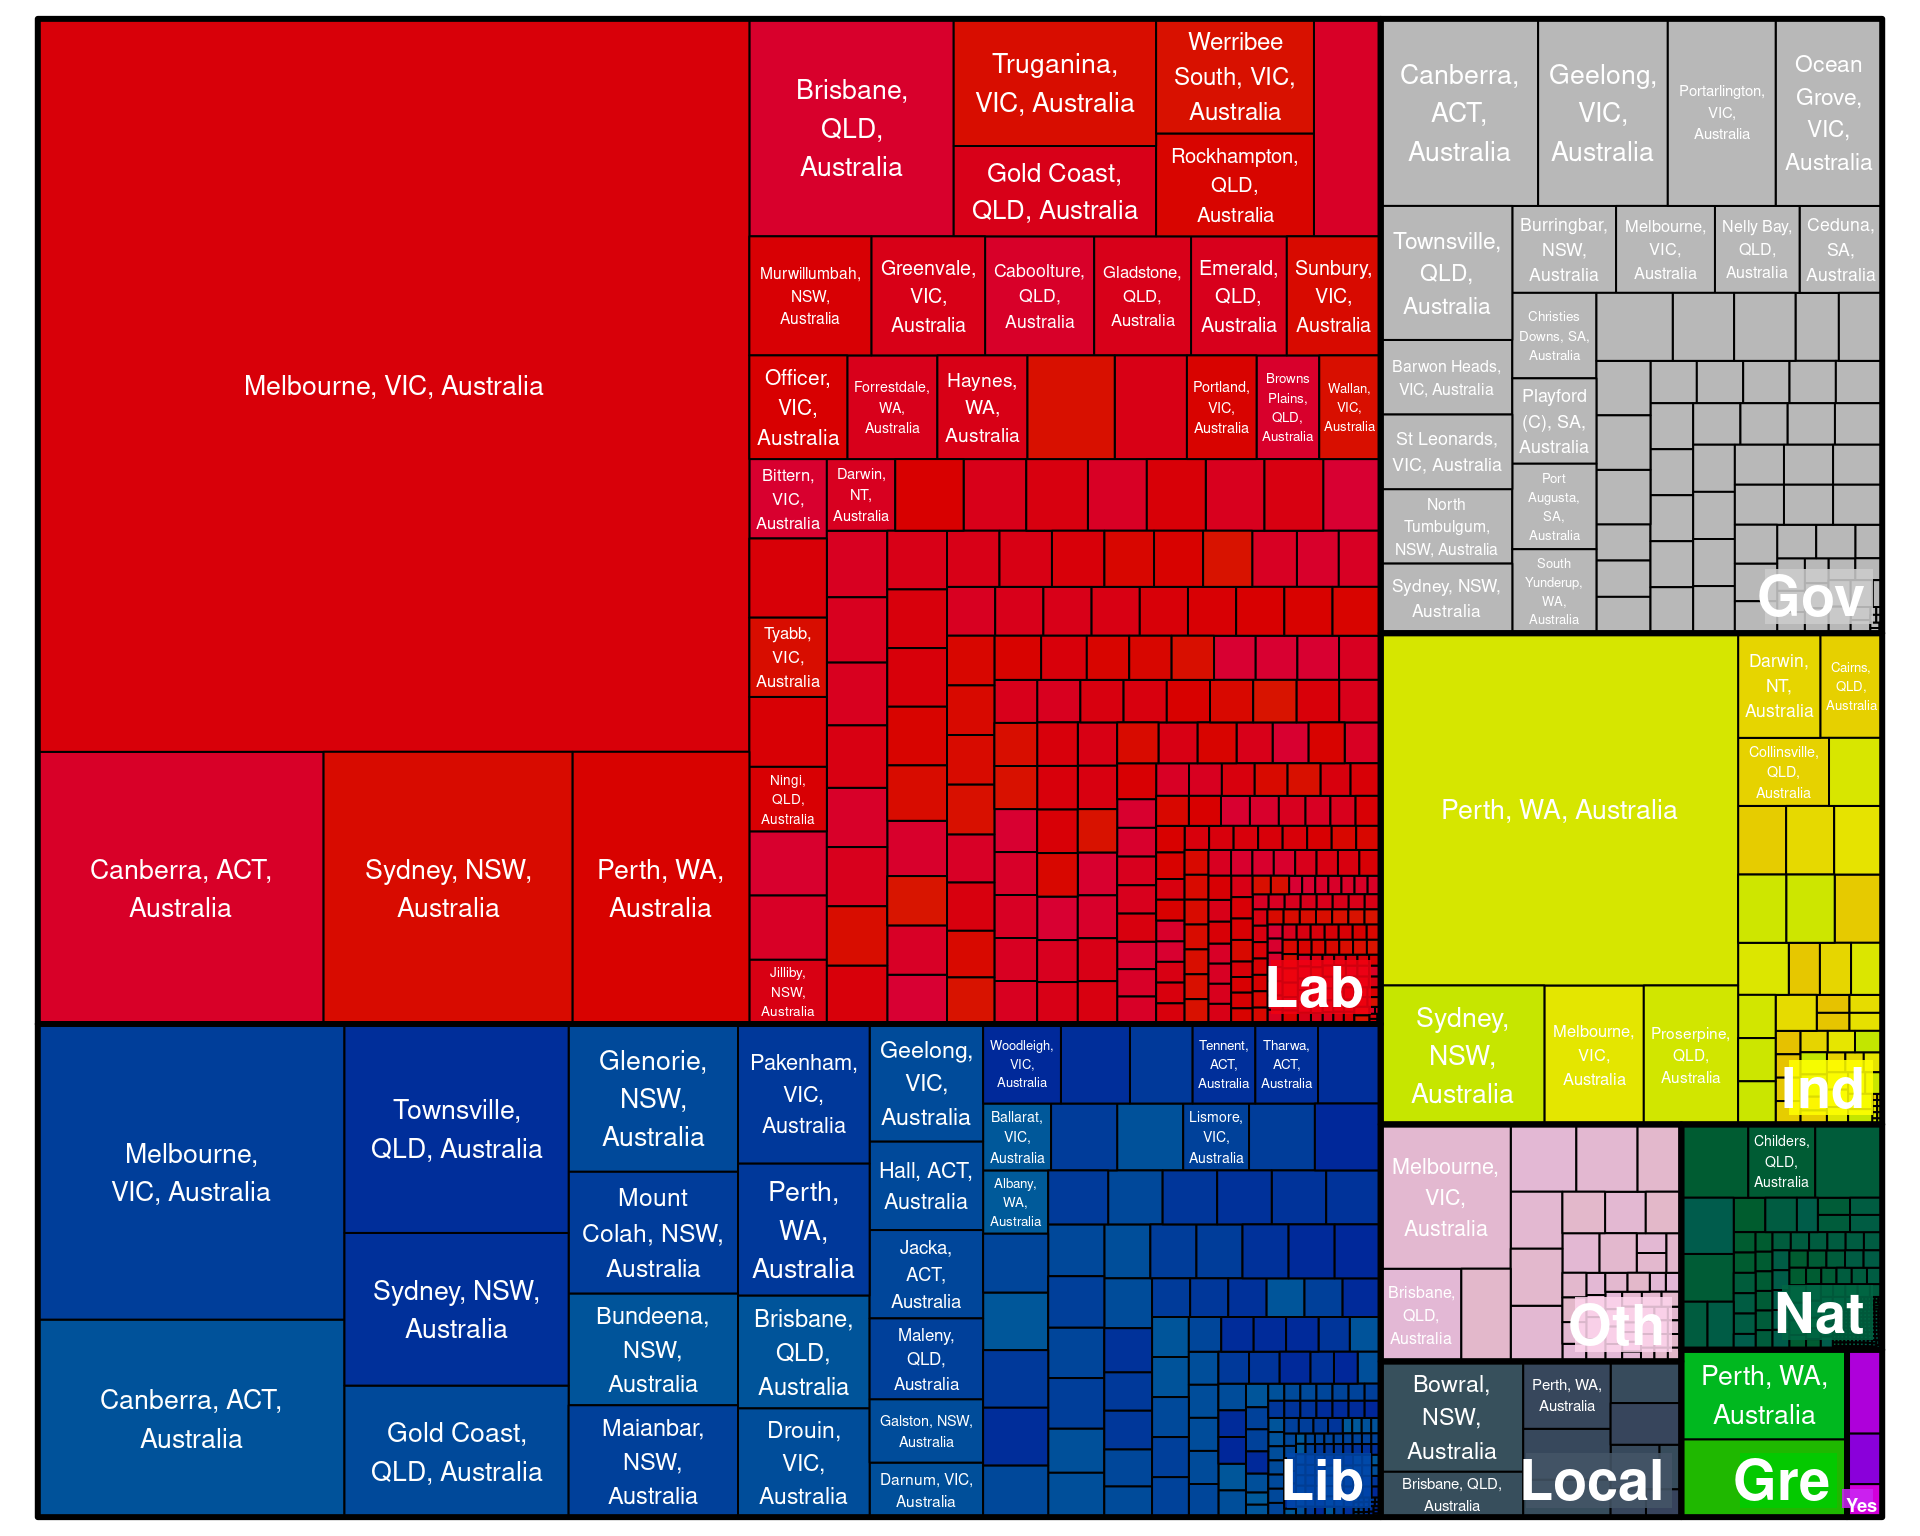 Melbourne, VIC, Australia
Canberra, ACT,
Australia
Sydney, NSW,
Australia
Perth, WA,
Australia
Brisbane,
QLD,
Australia
Truganina,
VIC, Australia
Gold Coast,
QLD, Australia
Werribee
South, VIC,
Australia
Rockhampton,
QLD,
Australia
Murwillumbah,
NSW,
Australia
Greenvale,
VIC,
Australia
Caboolture,
QLD,
Australia
Gladstone,
QLD,
Australia
Emerald,
QLD,
Australia
Sunbury,
VIC,
Australia
Officer,
VIC,
Australia
Forrestdale,
WA,
Australia
Haynes,
WA,
Australia
Portland,
VIC,
Australia
Browns
Plains,
QLD,
Australia
Wallan,
VIC,
Australia
Bittern,
VIC,
Australia
Darwin,
NT,
Australia
Tyabb,
VIC,
Australia
Ningi,
QLD,
Australia
Jilliby,
NSW,
Australia
Lab
Canberra,
ACT,
Australia
Geelong,
VIC,
Australia
Portarlington,
VIC,
Australia
Ocean
Grove,
VIC,
Australia
Townsville,
QLD,
Australia
Barwon Heads,
VIC, Australia
St Leonards,
VIC, Australia
North
Tumbulgum,
NSW, Australia
Sydney, NSW,
Australia
Burringbar,
NSW,
Australia
Melbourne,
VIC,
Australia
Nelly Bay,
QLD,
Australia
Ceduna,
SA,
Australia
Christies
Downs, SA,
Australia
Playford
(C), SA,
Australia
Port
Augusta,
SA,
Australia
South
Yunderup,
WA,
Australia
Gov
Perth, WA, Australia
Sydney,
NSW,
Australia
Melbourne,
VIC,
Australia
Proserpine,
QLD,
Australia
Darwin,
NT,
Australia
Cairns,
QLD,
Australia
Collinsville,
QLD,
Australia
Ind
Melbourne,
VIC, Australia
Canberra, ACT,
Australia
Townsville,
QLD, Australia
Sydney, NSW,
Australia
Gold Coast,
QLD, Australia
Glenorie,
NSW,
Australia
Mount
Colah, NSW,
Australia
Bundeena,
NSW,
Australia
Maianbar,
NSW,
Australia
Pakenham,
VIC,
Australia
Perth,
WA,
Australia
Brisbane,
QLD,
Australia
Drouin,
VIC,
Australia
Geelong,
VIC,
Australia
Hall, ACT,
Australia
Jacka,
ACT,
Australia
Maleny,
QLD,
Australia
Galston, NSW,
Australia
Darnum, VIC,
Australia
Woodleigh,
VIC,
Australia
Tennent,
ACT,
Australia
Tharwa,
ACT,
Australia
Ballarat,
VIC,
Australia
Lismore,
VIC,
Australia
Albany,
WA,
Australia
Lib
Melbourne,
VIC,
Australia
Brisbane,
QLD,
Australia
Oth
Childers,
QLD,
Australia
Nat
Bowral,
NSW,
Australia
Brisbane, QLD,
Australia
Perth, WA,
Australia
Local
Perth, WA,
Australia
Gre
Yes